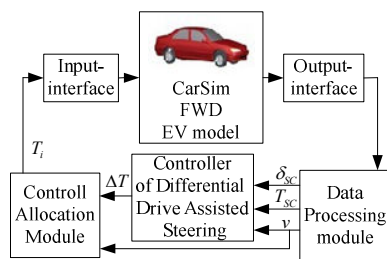 Input-
interface
CarSim
FWD
EV model
Output-
interface
T_i
Controll
Allocation
Module
ΔT
Controller
of Differential
Drive Assisted
Steering
δ_SC
T_SC
v
Data
Processing
module